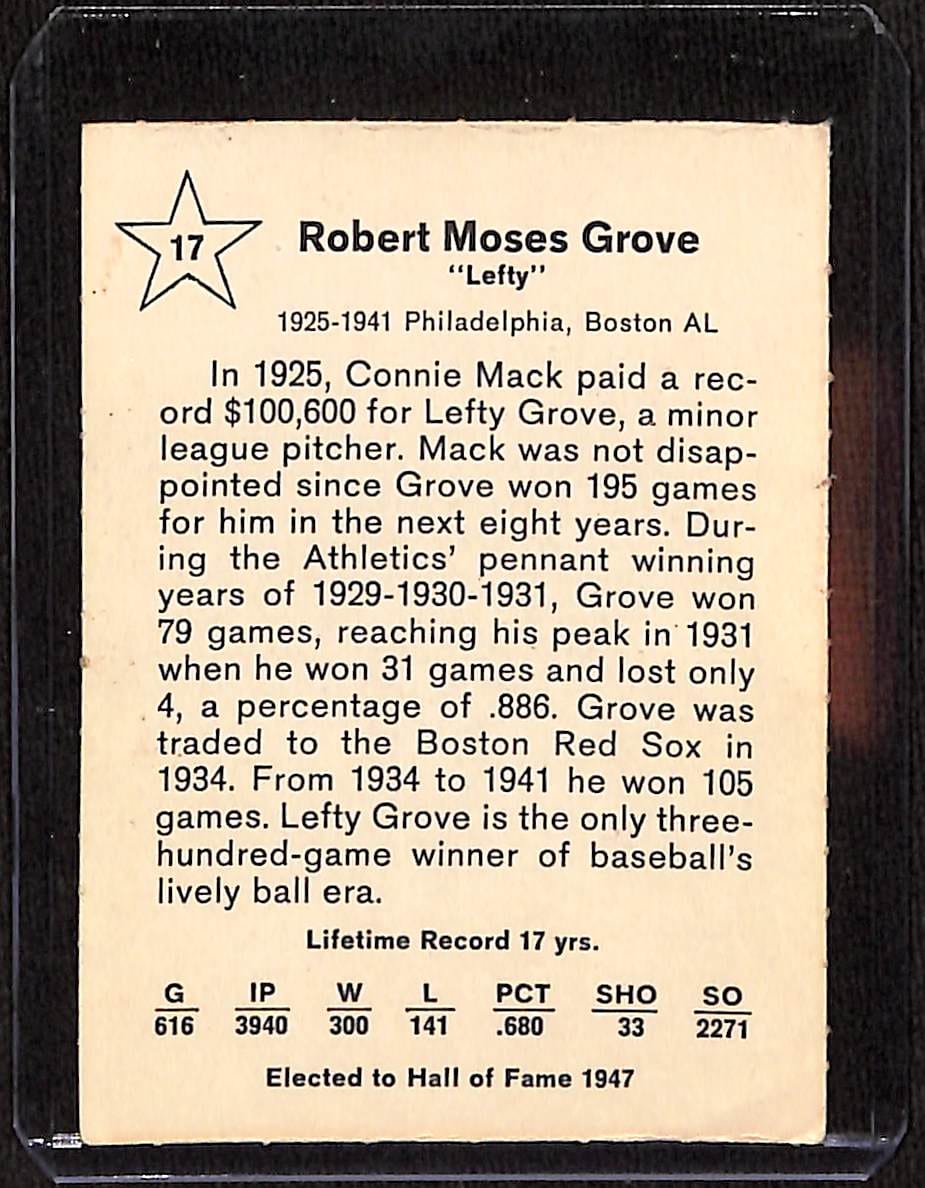 17
Robert Moses Grove
"Lefty"
1925-1941 Philadelphia, Boston AL
In 1925, Connie Mack paid a rec-
ord $100,600 for Lefty Grove, a minor
league pitcher. Mack was not disap-
pointed since Grove won 195 games
for him in the next eight years. Dur-
ing the Athletics' pennant winning
years of 1929-1930-1931, Grove won
79 games, reaching his peak in 1931
when he won 31 games and lost only
4, a percentage of .886. Grove was
traded to the Boston Red Sox in
1934. From 1934 to 1941 he won 105
games. Lefty Grove is the only three-
hundred-game winner of baseball's
lively ball era.
Lifetime Record 17 yrs.
G IP W L PCT SHO SO
616 3940 300 141 .680 33 2271
Elected to Hall of Fame 1947